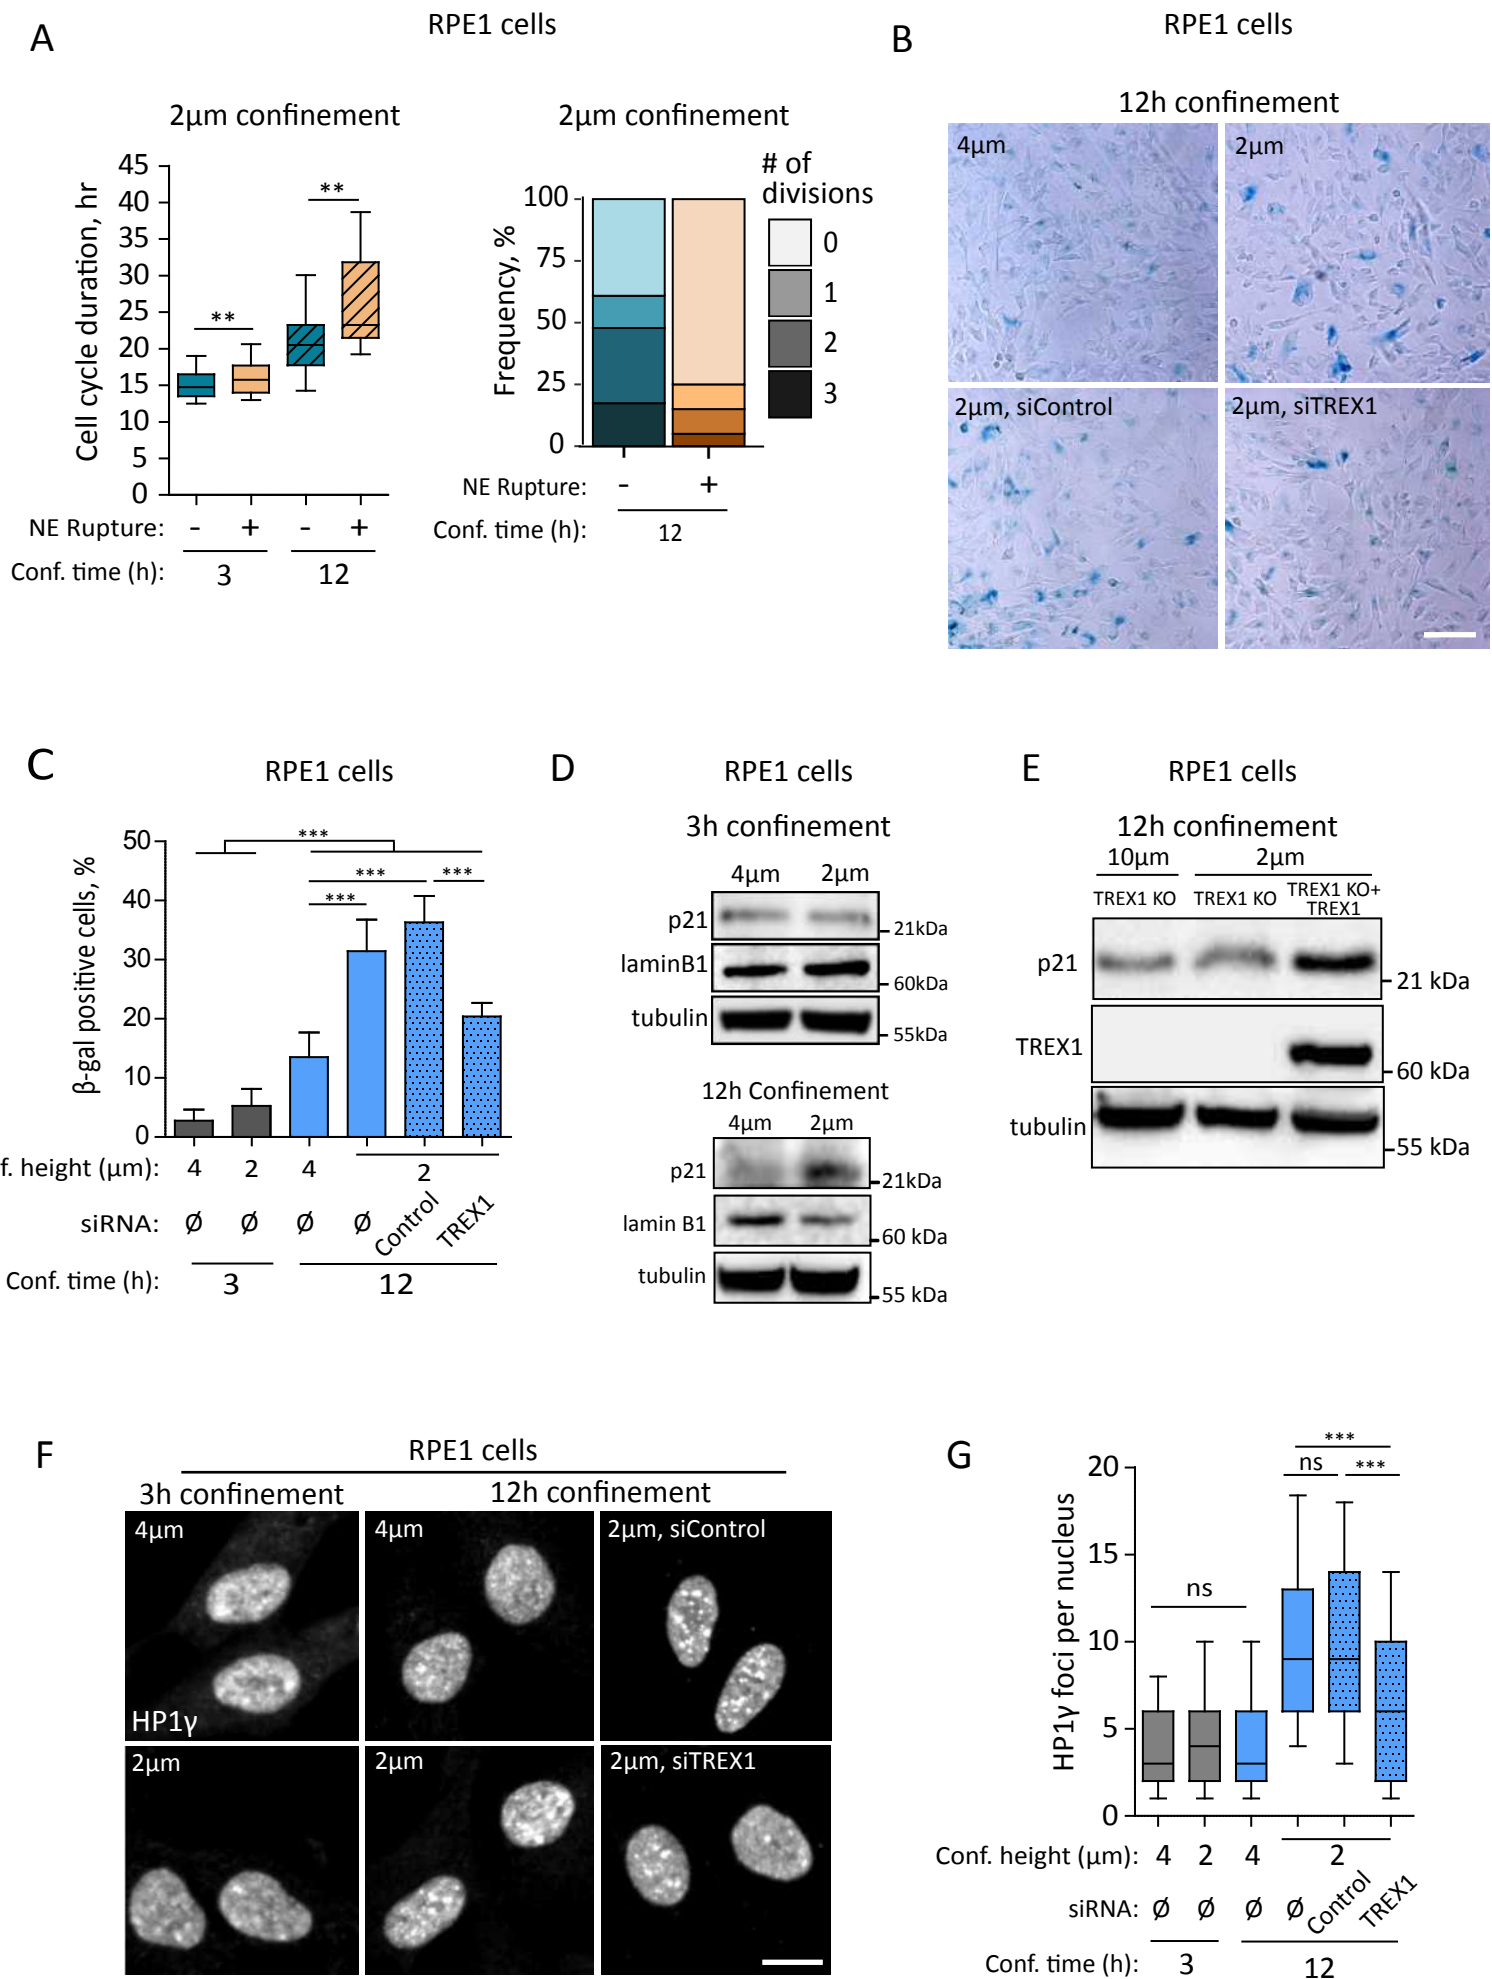 A
RPE1 cells
2µm confinement
Cell cycle duration, hr
45
40
35
30
25
20
15
10
5
0
**
**
NE Rupture: - + - +
Conf. time (h): 3 12
2µm confinement
Frequency, %
100
75
50
25
0
# of
divisions
0
1
2
3
NE Rupture: - +
Conf. time (h): 12
B
RPE1 cells
12h confinement
4µm
2µm
2µm, siControl
2µm, siTREX1
C
RPE1 cells
β-gal positive cells, %
50
40
30
20
10
0
***
*** ***
***
f. height (µm): 4 2 4 2
siRNA: Ø Ø Ø Ø Control TREX1
Conf. time (h): 3 12
D
RPE1 cells
3h confinement
4µm 2µm
p21 21kDa
laminB1 60kDa
tubulin 55kDa
12h Confinement
4µm 2µm
p21 21kDa
lamin B1 60 kDa
tubulin 55 kDa
E
RPE1 cells
12h confinement
10µm 2µm
TREX1 KO TREX1 KO TREX1 KO+
TREX1
p21 21 kDa
TREX1 60 kDa
tubulin 55 kDa
F
RPE1 cells
3h confinement 12h confinement
4µm 4µm 2µm, siControl
HP1γ
2µm 2µm 2µm, siTREX1
G
HP1γ foci per nucleus
20
15
10
5
0
***
ns ***
ns
Conf. height (µm): 4 2 4 2
siRNA: Ø Ø Ø Ø Control TREX1
Conf. time (h): 3 12